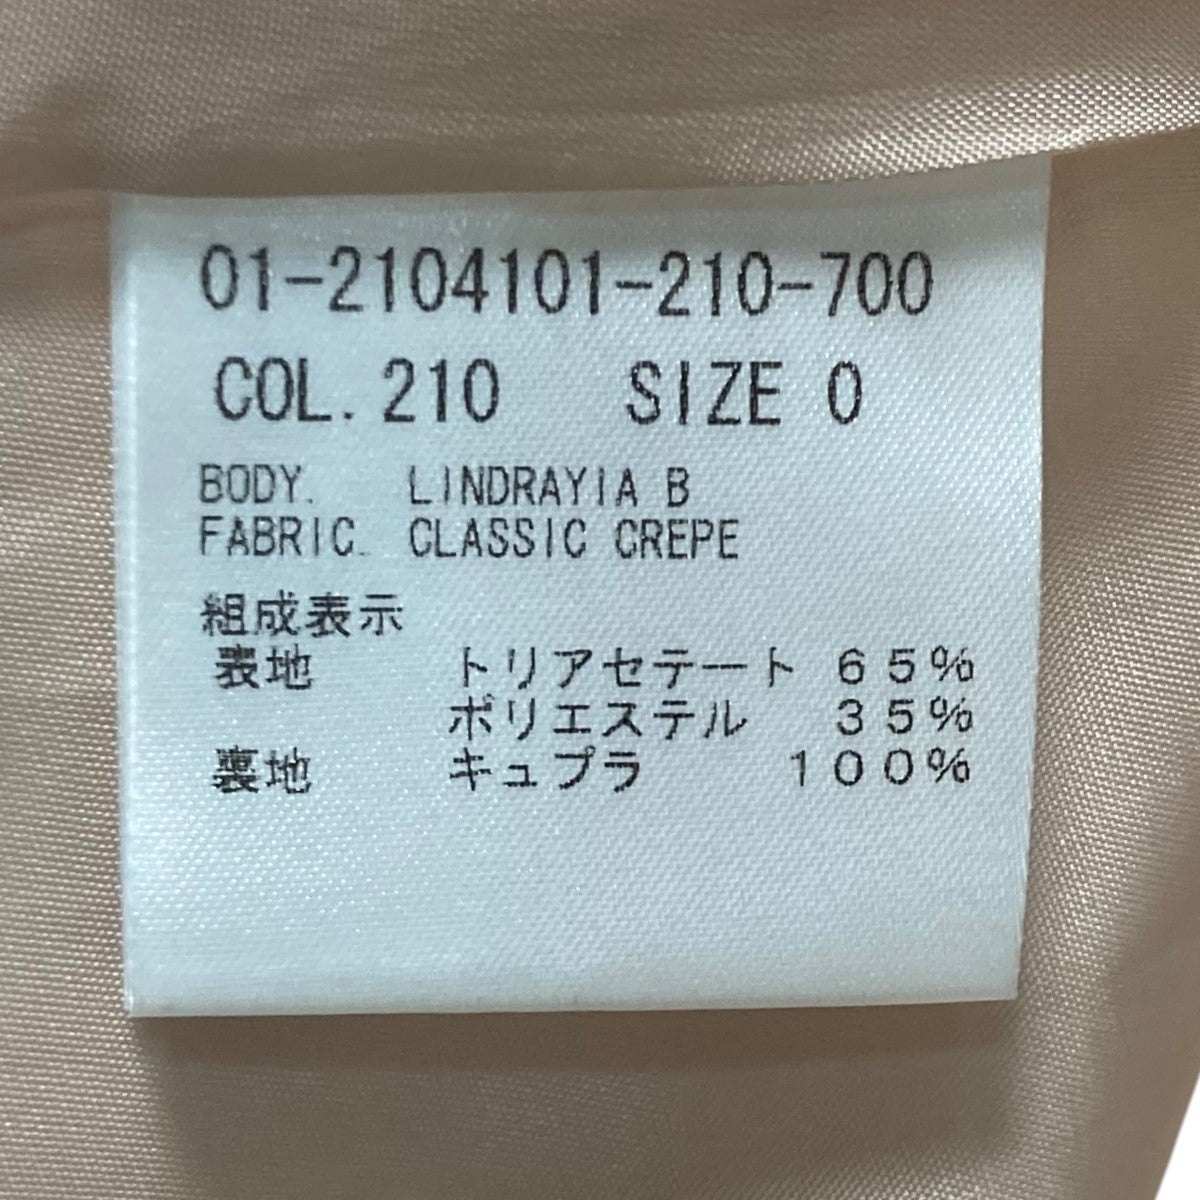 01-2104101-210-700
COL. 210 SIZE 0
BODY. LINDRAYIA B
FABRIC. CLASSIC CREPE
組成表示
表地 トリアセテート 65%
ポリエステル 35%
裏地 キュプラ 100%